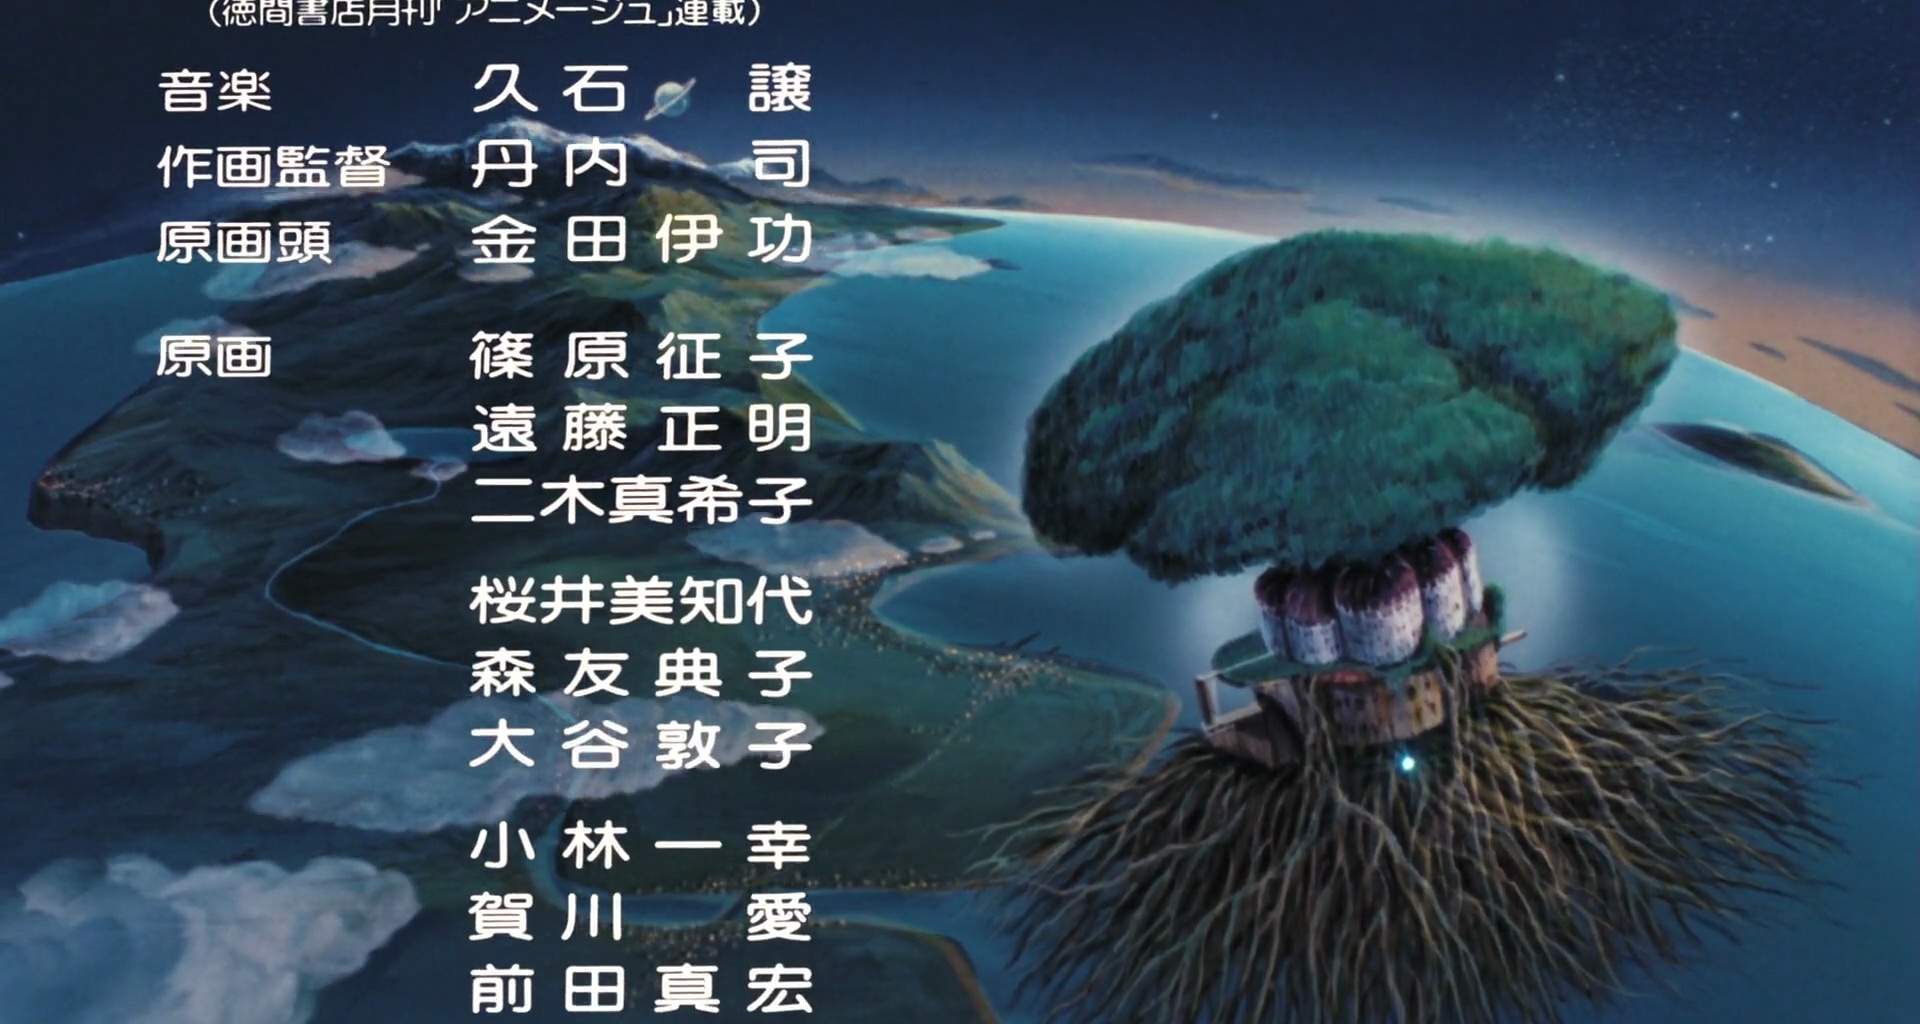 (徳間書店月刊「アニメージュ」連載)
音楽 久石 譲
作画監督 丹内 司
原画頭 金田伊功
原画 篠原征子
遠藤正明
二木真希子
桜井美知代
森友典子
大谷敦子
小林一幸
賀川 愛
前田真宏